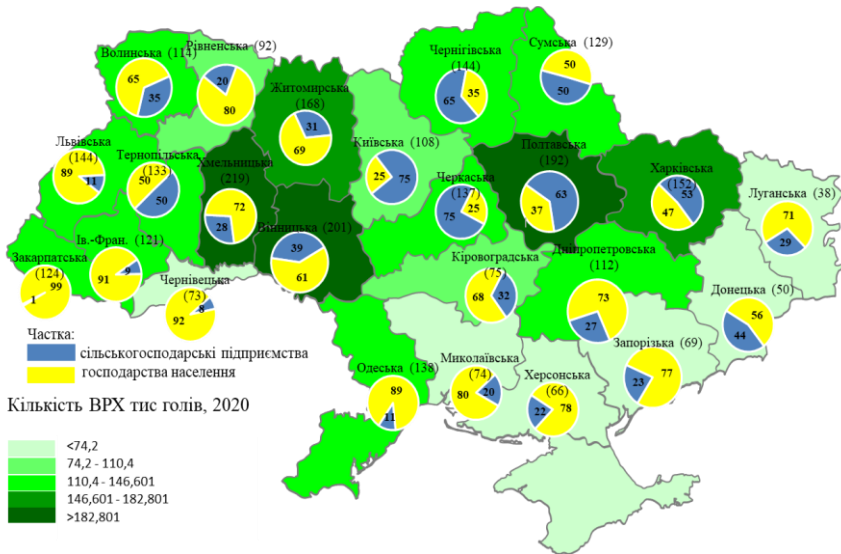 Волинська (114)
65
35
Рівненська (92)
20
80
Житомирська
(168)
31
69
Чернігівська
(144)
65
35
Сумська (129)
50
50
Львівська
(144)
89
11
Тернопільська
(133)
50
50
Хмельницька
(219)
72
28
Київська (108)
25
75
Черкаська
(137)
75
25
Полтавська
(192)
63
37
Харківська
(152)
53
47
Луганська (38)
71
29
Закарпатська
(124)
99
1
Ів.-Фран. (121)
9
91
Чернівецька
(73)
8
92
Вінницька (201)
39
61
Кіровоградська
(75)
68
32
Дніпропетровська
(112)
73
27
Донецька (50)
56
44
Запорізька (69)
77
23
Одеська (138)
89
11
Миколаївська
(74)
80
20
Херсонська
(66)
22
78
Частка:
сільськогосподарські підприємства
господарства населення
Кількість ВРХ тис голів, 2020
<74,2
74,2 - 110,4
110,4 - 146,601
146,601 - 182,801
>182,801